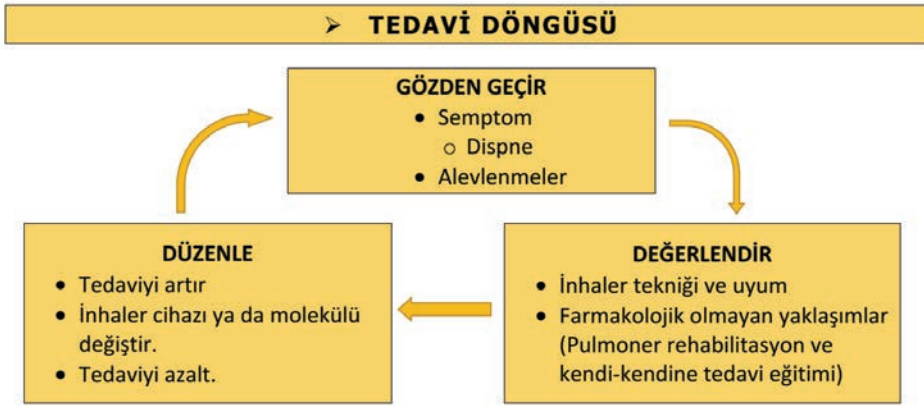 ➢ TEDAVİ DÖNGÜSÜ
GÖZDEN GEÇİR
• Semptom
o Dispne
• Alevlenmeler
DÜZENLE
• Tedaviyi artır
• İnhaler cihazı ya da molekülü
değiştir.
• Tedaviyi azalt.
DEĞERLENDİR
• İnhaler tekniği ve uyum
• Farmakolojik olmayan yaklaşımlar
(Pulmoner rehabilitasyon ve
kendi-kendine tedavi eğitimi)